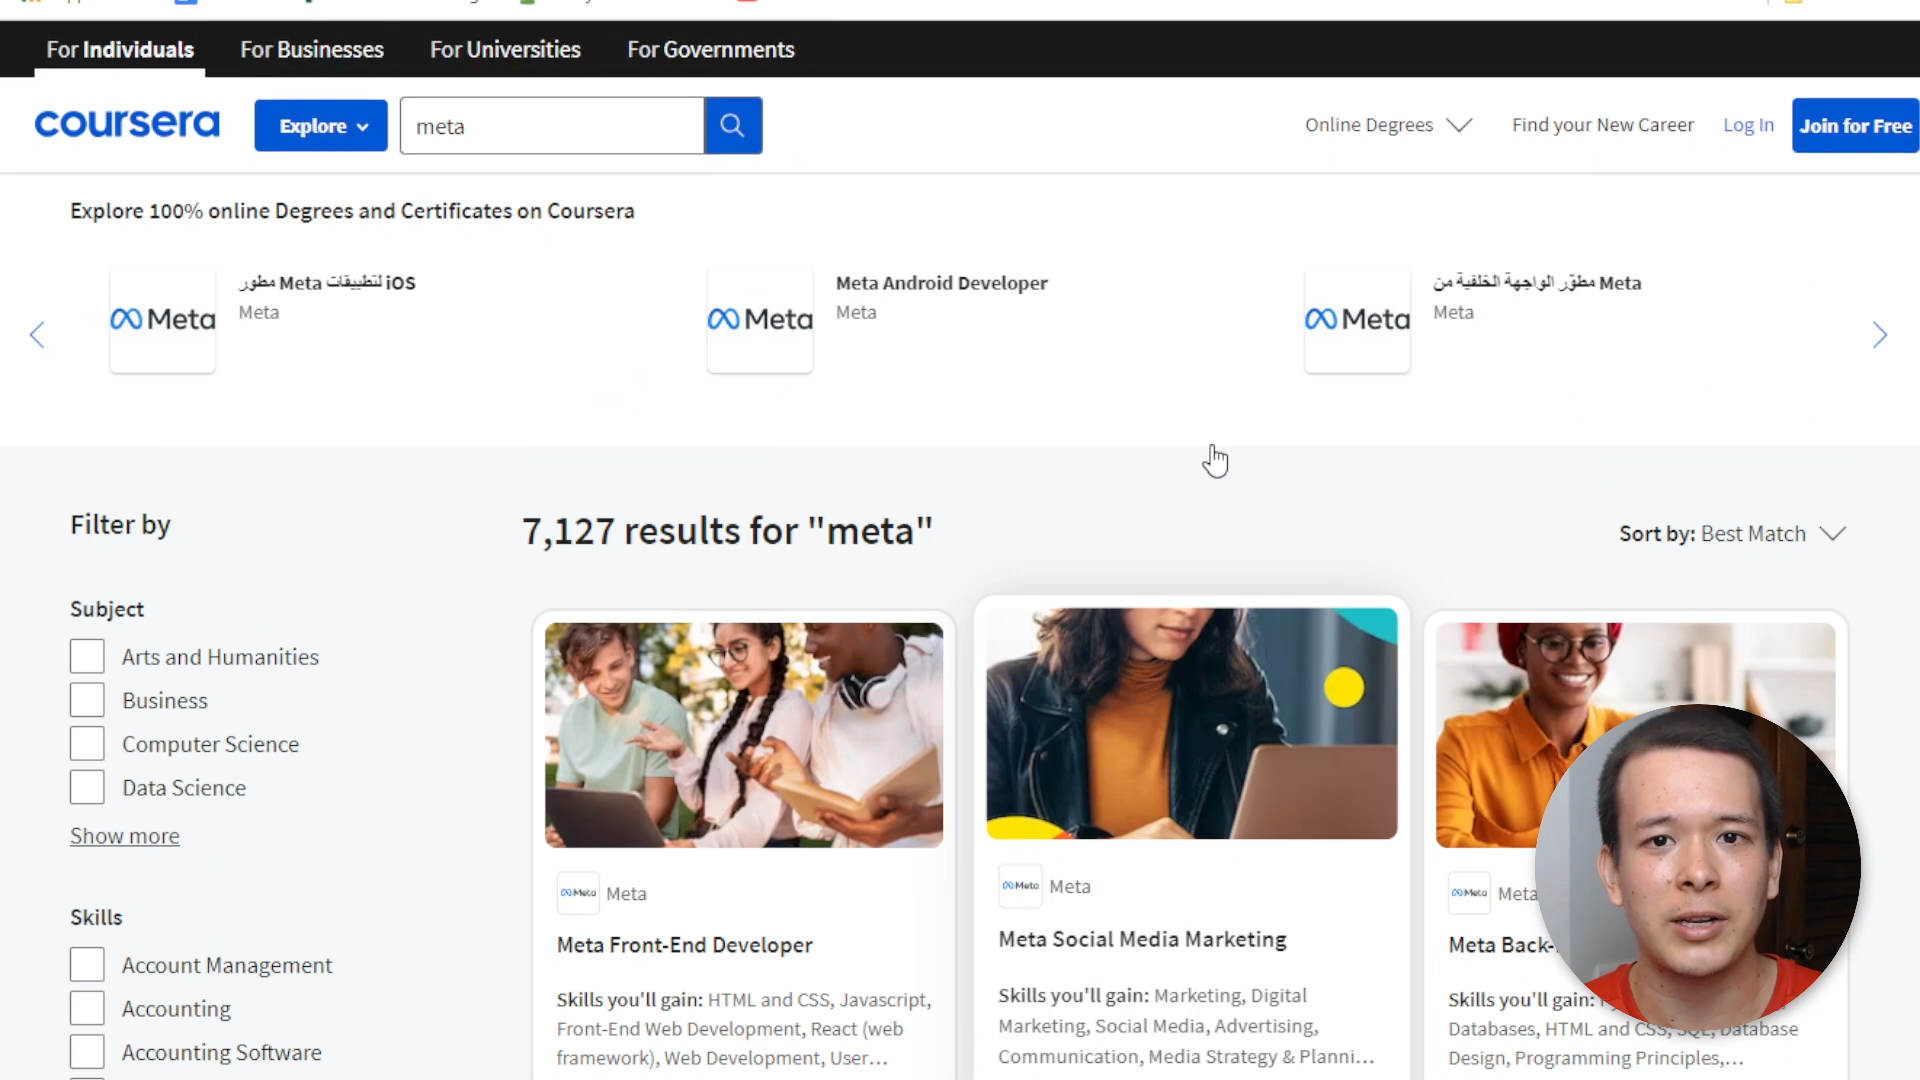 For Individuals For Businesses For Universities For Governments
coursera Explore meta Online Degrees Find your New Career Log In Join for Free
Explore 100% online Degrees and Certificates on Coursera
مطور Meta لتطبيقات iOS
Meta
Meta
Meta Android Developer
Meta
Meta
مطوّر الواجهة الخلفية من Meta
Meta
Meta
Filter by
7,127 results for "meta"
Sort by: Best Match
Subject
Arts and Humanities
Business
Computer Science
Data Science
Show more
Skills
Account Management
Accounting
Accounting Software
Meta Meta
Meta Front-End Developer
Skills you'll gain: HTML and CSS, Javascript,
Front-End Web Development, React (web
framework), Web Development, User...
Meta Meta
Meta Social Media Marketing
Skills you'll gain: Marketing, Digital
Marketing, Social Media, Advertising,
Communication, Media Strategy & Planni...
Meta Meta
Meta Back-
Skills you'll gain:
Databases, HTML and CSS, SQL, Database
Design, Programming Principles,...